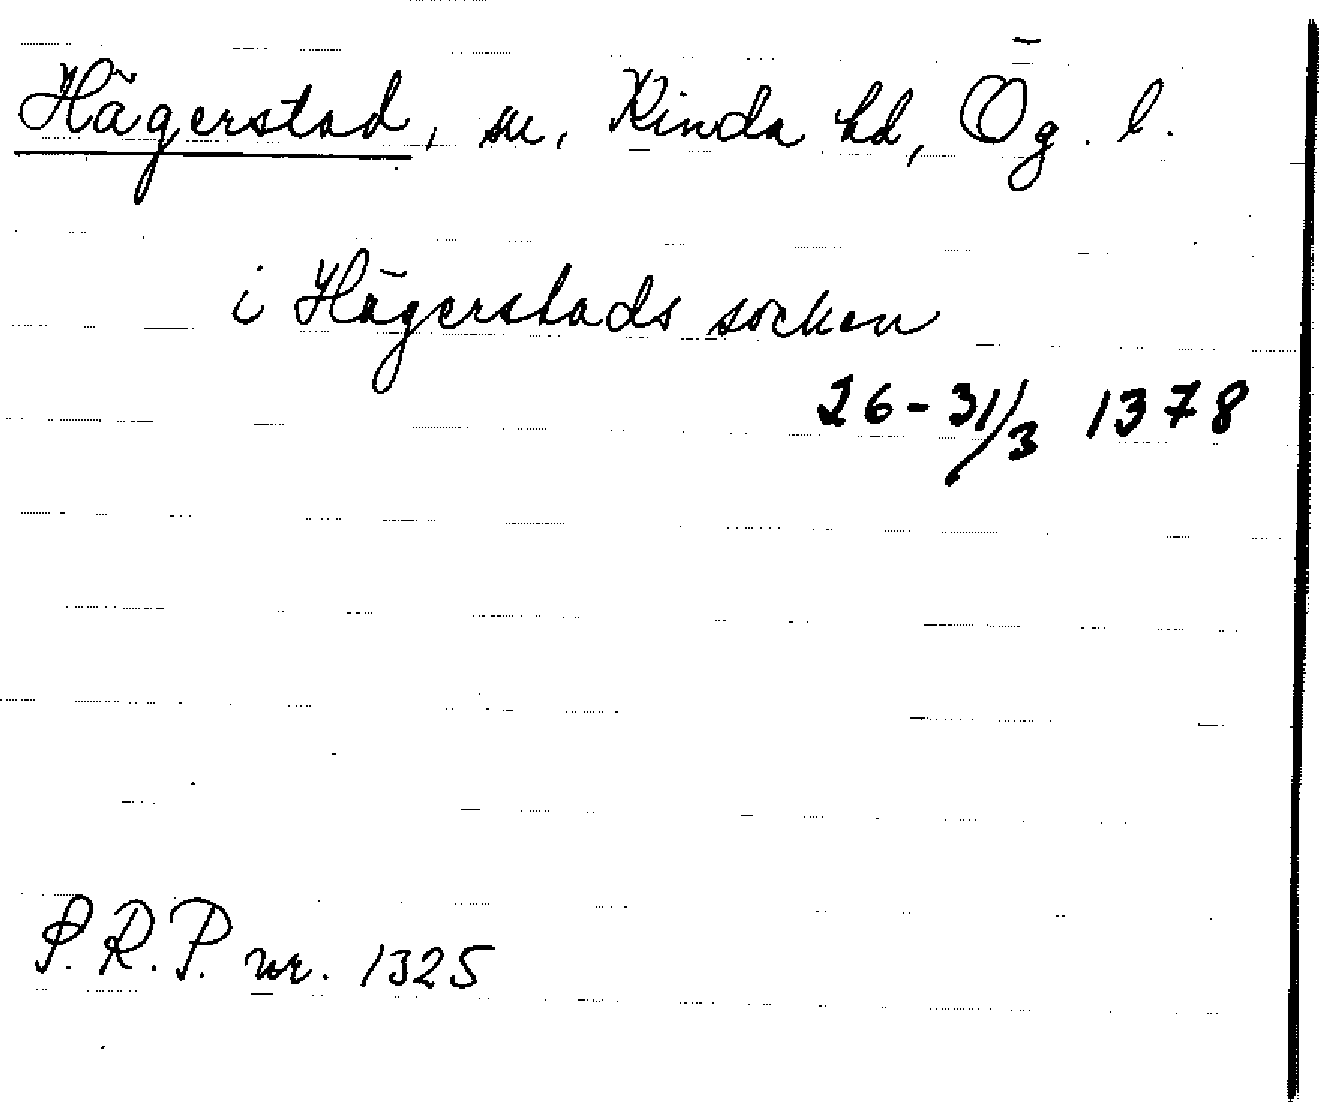 Hägerstad, sn, Kinda hd, Ög. l.
i Hägerstads socken
26-31/3 1378
S.R.P. nr. 1325